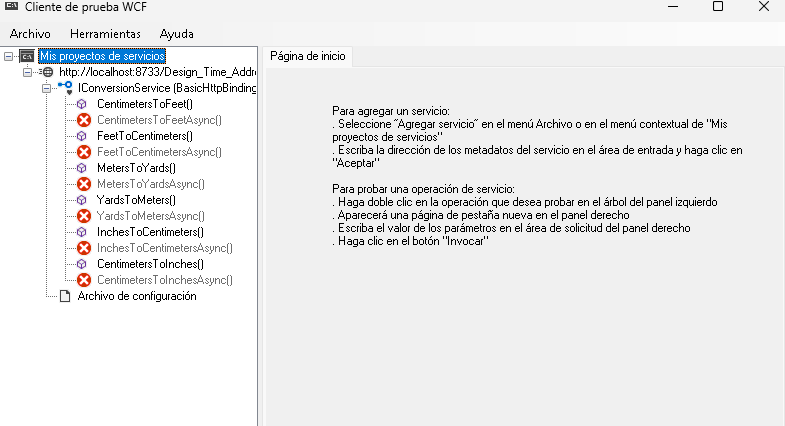 Cliente de prueba WCF
Archivo Herramientas Ayuda
Mis proyectos de servicios
http://localhost:8733/Design_Time_Addre
IConversionService (BasicHttpBinding
CentimetersToFeet()
CentimetersToFeetAsync()
FeetToCentimeters()
FeetToCentimetersAsync()
MetersToYards()
MetersToYardsAsync()
YardsToMeters()
YardsToMetersAsync()
InchesToCentimeters()
InchesToCentimetersAsync()
CentimetersToInches()
CentimetersToInchesAsync()
Archivo de configuración
Página de inicio
Para agregar un servicio:
. Seleccione "Agregar servicio" en el menú Archivo o en el menú contextual de "Mis
proyectos de servicios"
. Escriba la dirección de los metadatos del servicio en el área de entrada y haga clic en
"Aceptar"
Para probar una operación de servicio:
. Haga doble clic en la operación que desea probar en el árbol del panel izquierdo
. Aparecerá una página de pestaña nueva en el panel derecho
. Escriba el valor de los parámetros en el área de solicitud del panel derecho
. Haga clic en el botón "Invocar"